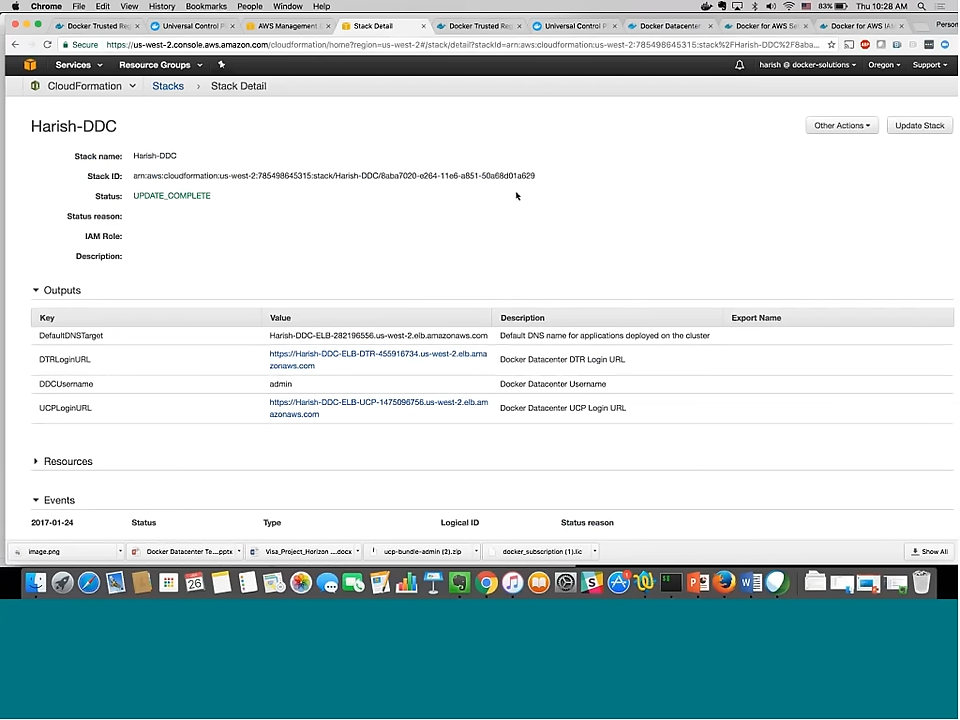 Chrome File Edit View History Bookmarks People Window Help 83% Thu 10:28 AM
Docker Trusted Re Universal Control P AWS Management C Stack Detail Docker Trusted Re Universal Control P Docker Datacenter Docker for AWS Se Docker for AWS IA Person
Secure https://us-west-2.console.aws.amazon.com/cloudformation/home?region=us-west-2#/stack/detail?stackId=arn:aws:cloudformation:us-west-2:785498645315:stack%2FHarish-DDC%2F8aba...
Services Resource Groups harish @ docker-solutions Oregon Support
CloudFormation Stacks › Stack Detail
Harish-DDC Other Actions Update Stack
Stack name: Harish-DDC
Stack ID: arn:aws:cloudformation:us-west-2:785498645315:stack/Harish-DDC/8aba7020-e264-11e6-a851-50a68d01a629
Status: UPDATE_COMPLETE
Status reason:
IAM Role:
Description:
Outputs
Key Value Description Export Name
DefaultDNSTarget Harish-DDC-ELB-282196556.us-west-2.elb.amazonaws.com Default DNS name for applications deployed on the cluster
DTRLoginURL https://Harish-DDC-ELB-DTR-455916734.us-west-2.elb.ama Docker Datacenter DTR Login URL
zonaws.com
DDCUsername admin Docker Datacenter Username
UCPLoginURL https://Harish-DDC-ELB-UCP-1475096756.us-west-2.elb.am Docker Datacenter UCP Login URL
azonaws.com
Resources
Events
2017-01-24 Status Type Logical ID Status reason
image.png Docker Datacenter Te....pptx Visa_Project_Horizon ....docx ucp-bundle-admin (2).zip docker_subscription (1).lic Show All
26